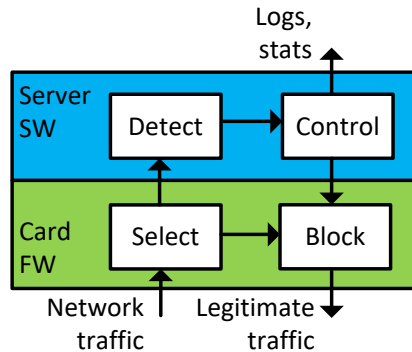 Logs,
stats
Server
SW
Detect
Control
Card
FW
Select
Block
Network
traffic
Legitimate
traffic